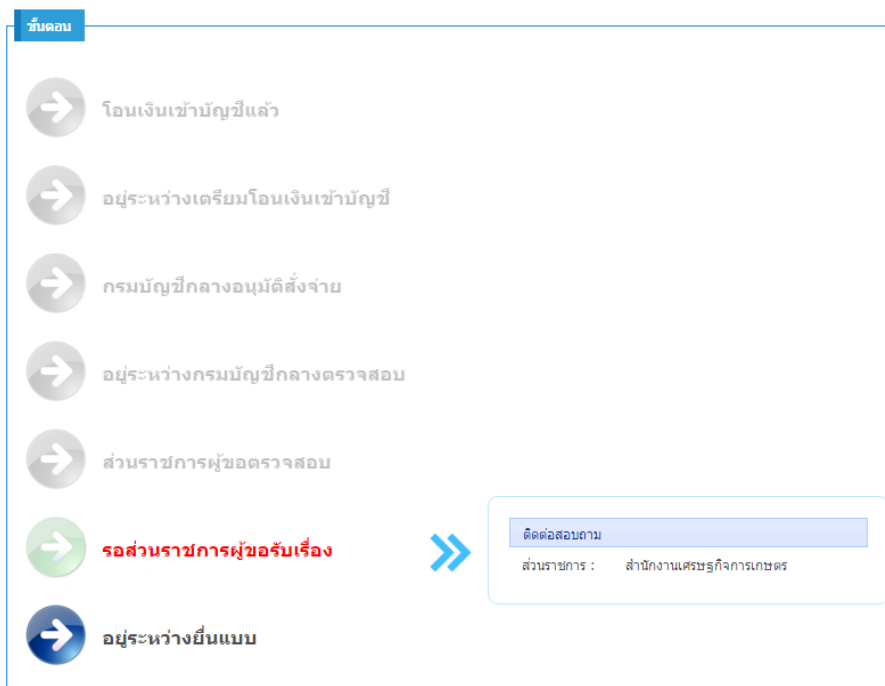 ขั้นตอน
โอนเงินเข้าบัญชีแล้ว
อยู่ระหว่างเตรียมโอนเงินเข้าบัญชี
กรมบัญชีกลางอนุมัติสั่งจ่าย
อยู่ระหว่างกรมบัญชีกลางตรวจสอบ
ส่วนราชการผู้ขอตรวจสอบ
รอส่วนราชการผู้ขอรับเรื่อง
ติดต่อสอบถาม
ส่วนราชการ : สำนักงานเศรษฐกิจการเกษตร
อยู่ระหว่างยื่นแบบ